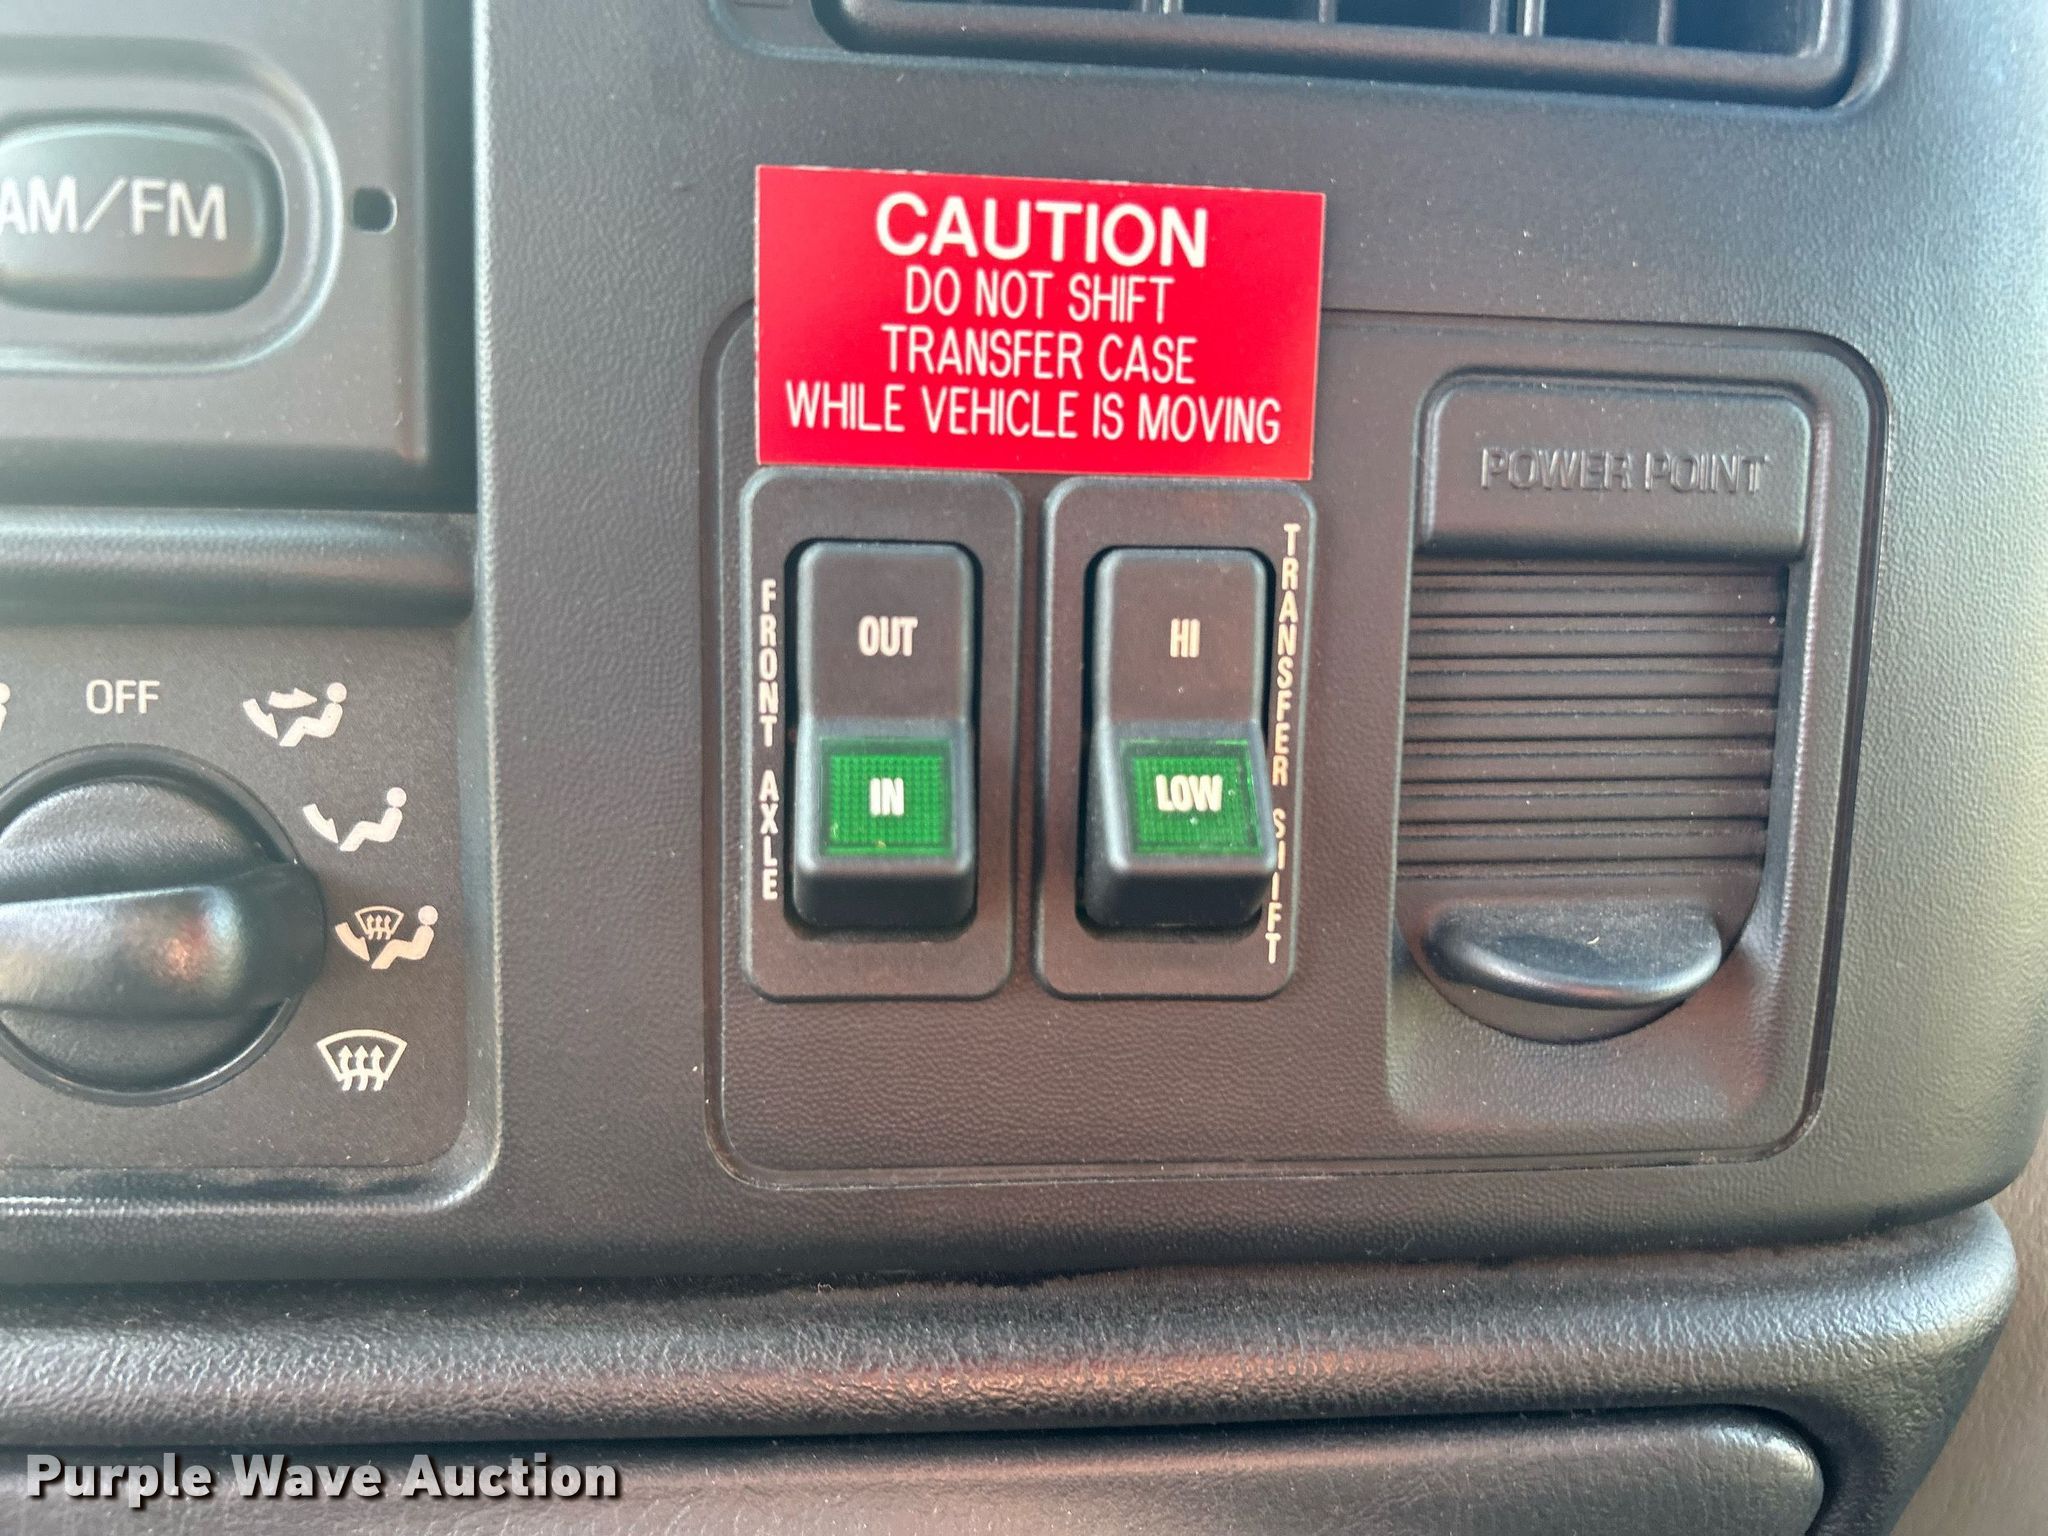 AM/FM
CAUTION
DO NOT SHIFT
TRANSFER CASE
WHILE VEHICLE IS MOVING
POWER POINT
FRONT AXLE
OUT
IN
HI
LOW
TRANSFER SHIFT
OFF
Purple Wave Auction